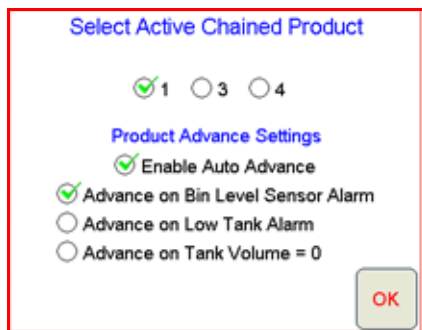 Select Active Chained Product
1 3 4
Product Advance Settings
Enable Auto Advance
Advance on Bin Level Sensor Alarm
Advance on Low Tank Alarm
Advance on Tank Volume = 0
OK